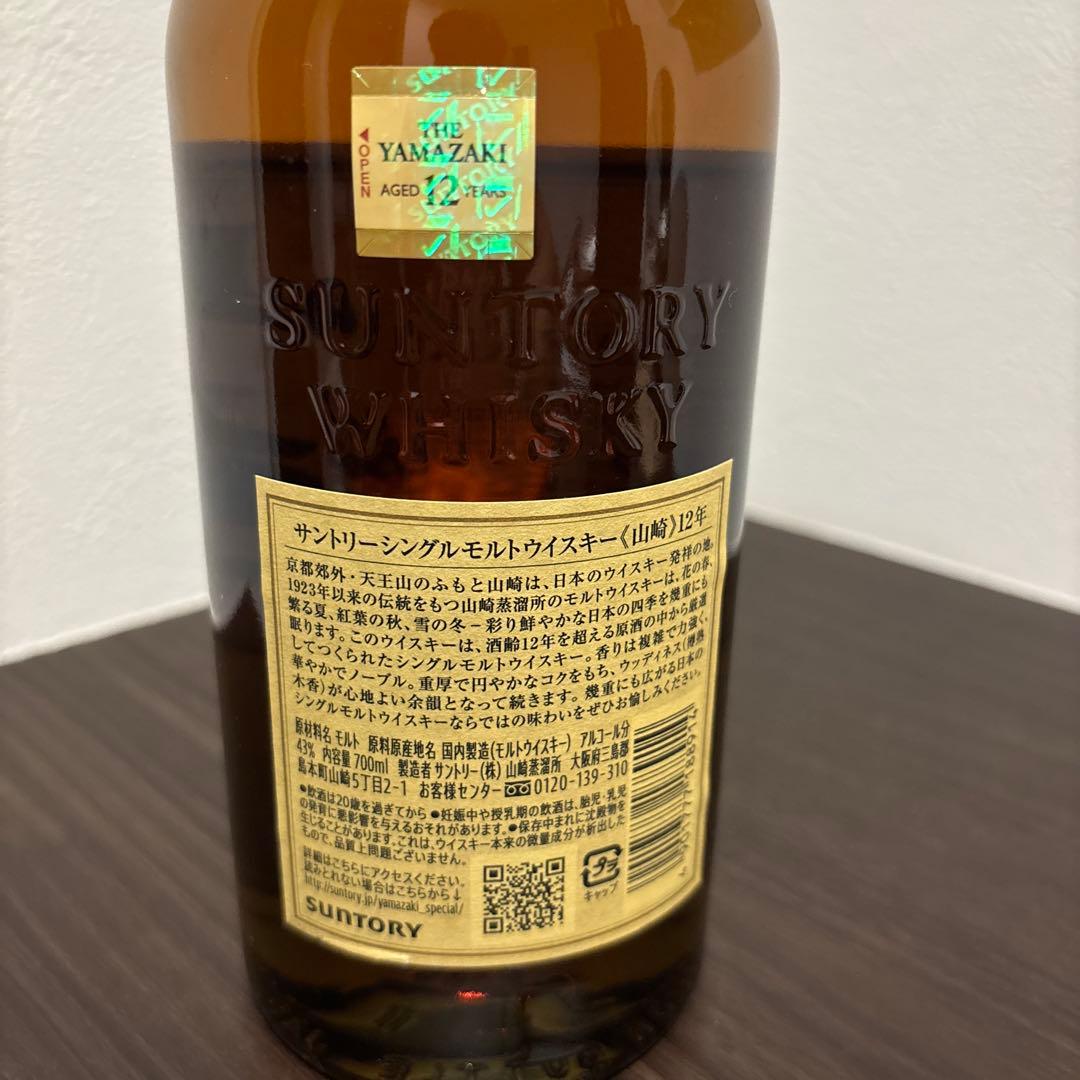 ◀OPEN
THE
YAMAZAKI
AGED 12 YEARS
SUNTORY
WHISKY
サントリーシングルモルトウイスキー《山崎》12年
京都郊外・天王山のふもと山崎は、日本のウイスキー発祥の地。
1923年以来の伝統をもつ山崎蒸溜所のモルトウイスキーは、花の春、
繁る夏、紅葉の秋、雪の冬－彩り鮮やかな日本の四季を幾重にも
眠ります。このウイスキーは、酒齢12年を超える原酒の中から厳選
してつくられたシングルモルトウイスキー。香りは複雑で力強く、
華やかでノーブル。重厚で円やかなコクをもち、ウッディネス(樽熟
木香)が心地よい余韻となって続きます。幾重にも広がる日本の
シングルモルトウイスキーならではの味わいをぜひお愉しみください。
原材料名 モルト 原料原産地名 国内製造(モルトウイスキー) アルコール分
43% 内容量700ml 製造者サントリー(株)山崎蒸溜所 大阪府三島郡
島本町山崎5丁目2-1 お客様センター 0120-139-310
●飲酒は20歳を過ぎてから ●妊娠中や授乳期の飲酒は、胎児・乳児
の発育に悪影響を与えるおそれがあります。●保存中まれに沈殿物を
生じることがあります。これは、ウイスキー本来の微量成分が析出した
もので、品質上問題ございません。
詳細はこちらにアクセスください。
読みとれない場合はこちらから↓
http://suntory.jp/yamazaki_special/
SUNTORY
プラ
キャップ